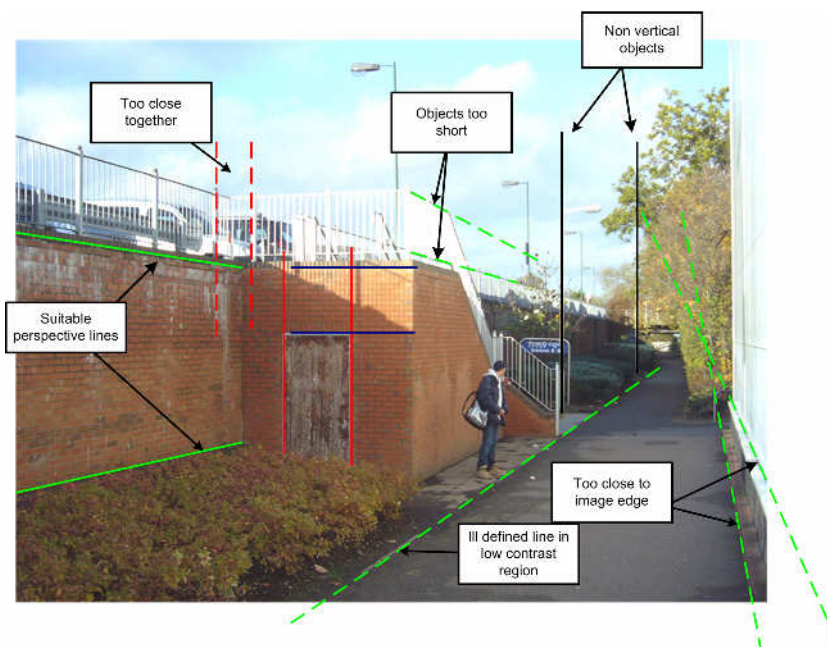 Non vertical
objects
Too close
together
Objects too
short
Suitable
perspective lines
Too close to
image edge
Ill defined line in
low contrast
region